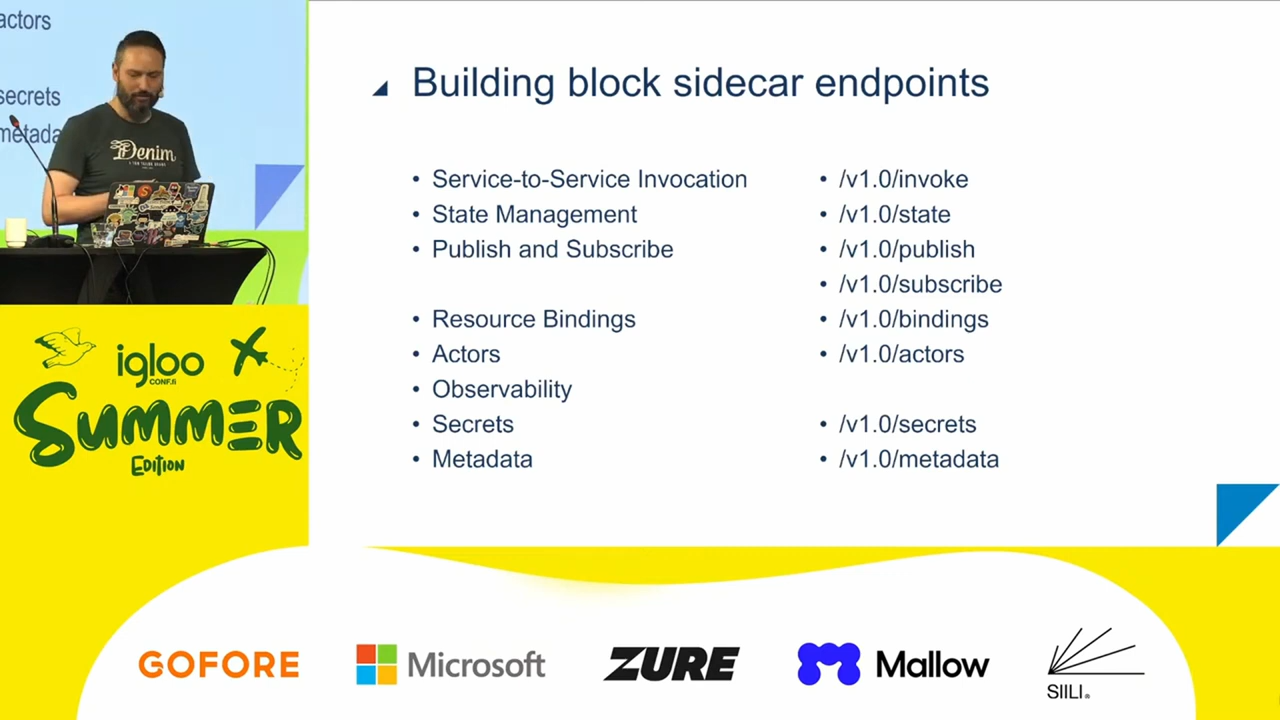 actors
secrets
metada
Denim
Building block sidecar endpoints
• Service-to-Service Invocation
• /v1.0/invoke
• State Management
• /v1.0/state
• Publish and Subscribe
• /v1.0/publish
• /v1.0/subscribe
• Resource Bindings
• /v1.0/bindings
• Actors
• /v1.0/actors
• Observability
• Secrets
• /v1.0/secrets
• Metadata
• /v1.0/metadata
igloo
CONF.fi
SUMMER
EDITION
GOFORE
Microsoft
ZURE
Mallow
SIILI